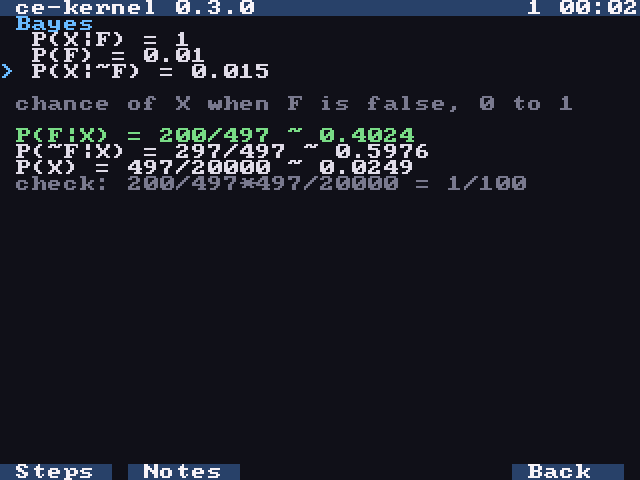 ce-kernel 0.3.0 1 00:02
Bayes
P(X|F) = 1
P(F) = 0.01
> P(X|~F) = 0.015
chance of X when F is false, 0 to 1
P(F|X) = 200/497 ~ 0.4024
P(~F|X) = 297/497 ~ 0.5976
P(X) = 497/20000 ~ 0.0249
check: 200/497*497/20000 = 1/100
Steps Notes Back